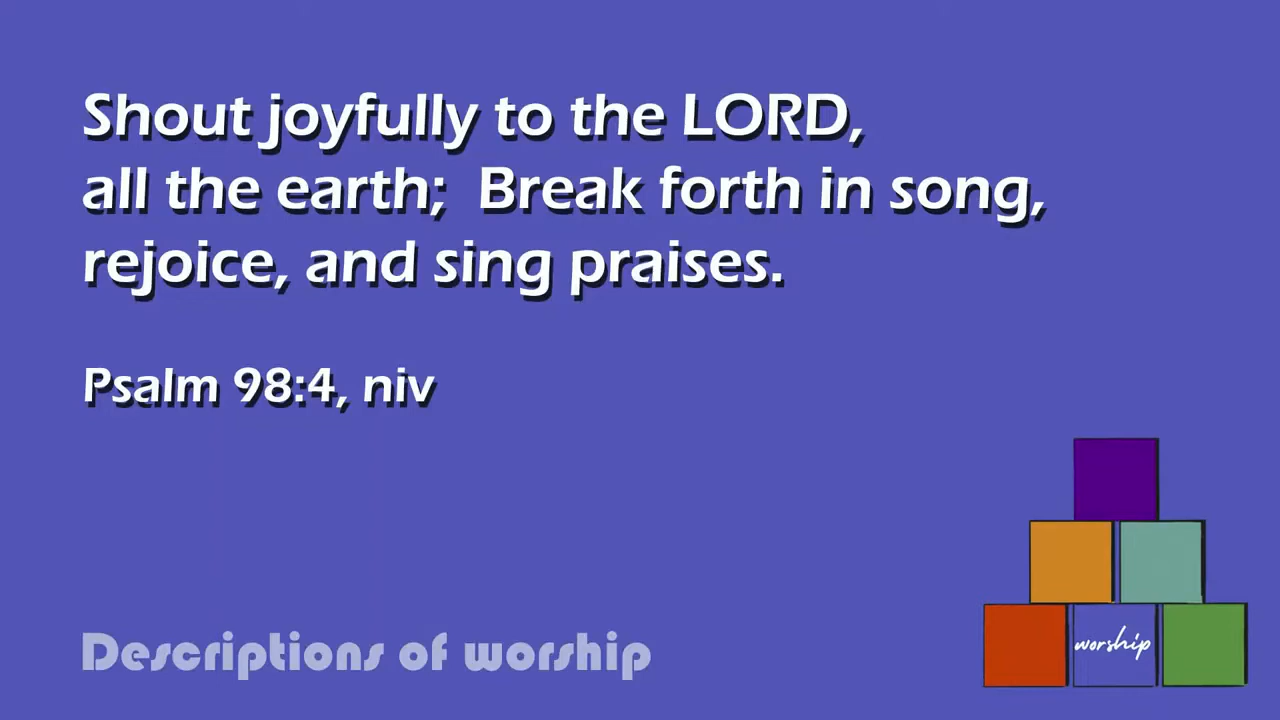 Shout joyfully to the LORD,
all the earth;  Break forth in song,
rejoice, and sing praises.
Psalm 98:4, niv
Descriptions of worship
worship